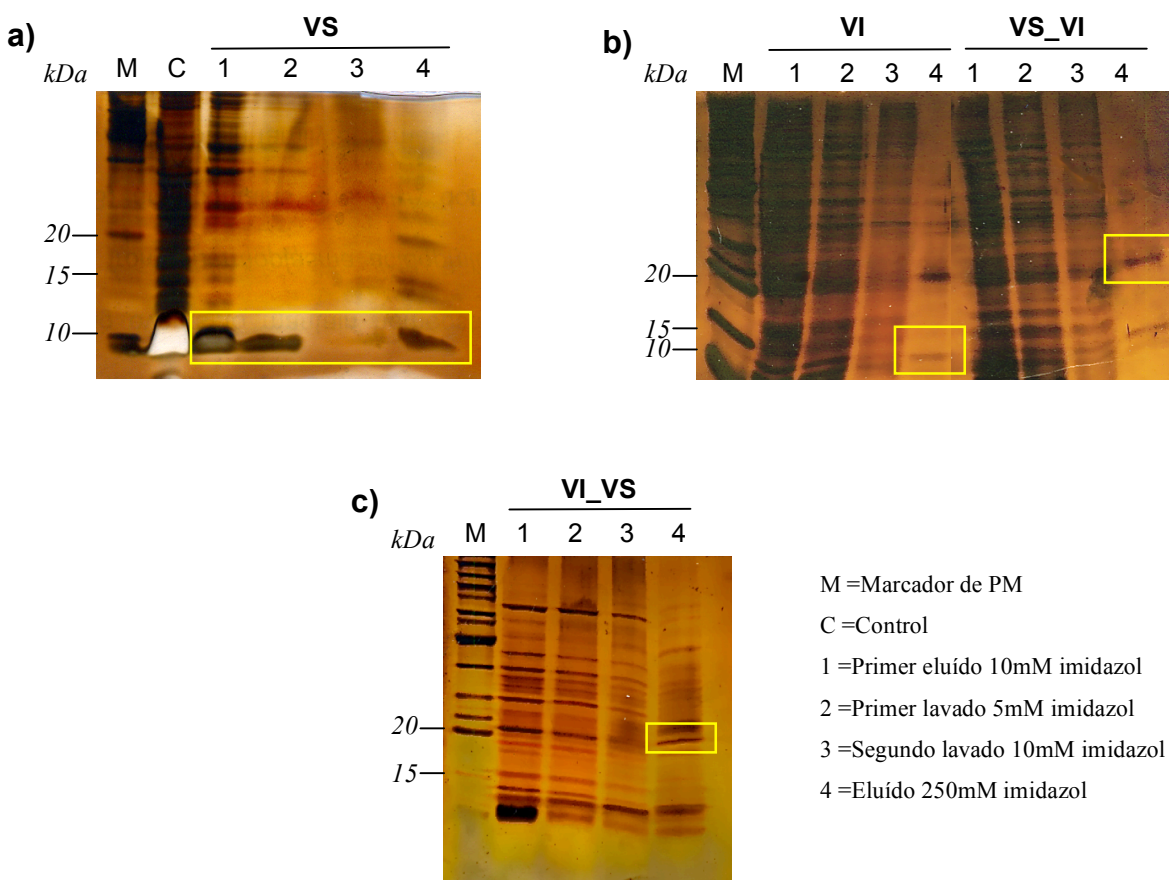 a)
VS
kDa M C 1 2 3 4
20
15
10
b)
VI VS_VI
kDa M 1 2 3 4 1 2 3 4
20
15
10
c)
VI_VS
kDa M 1 2 3 4
20
15
M =Marcador de PM
C =Control
1 =Primer eluído 10mM imidazol
2 =Primer lavado 5mM imidazol
3 =Segundo lavado 10mM imidazol
4 =Eluído 250mM imidazol